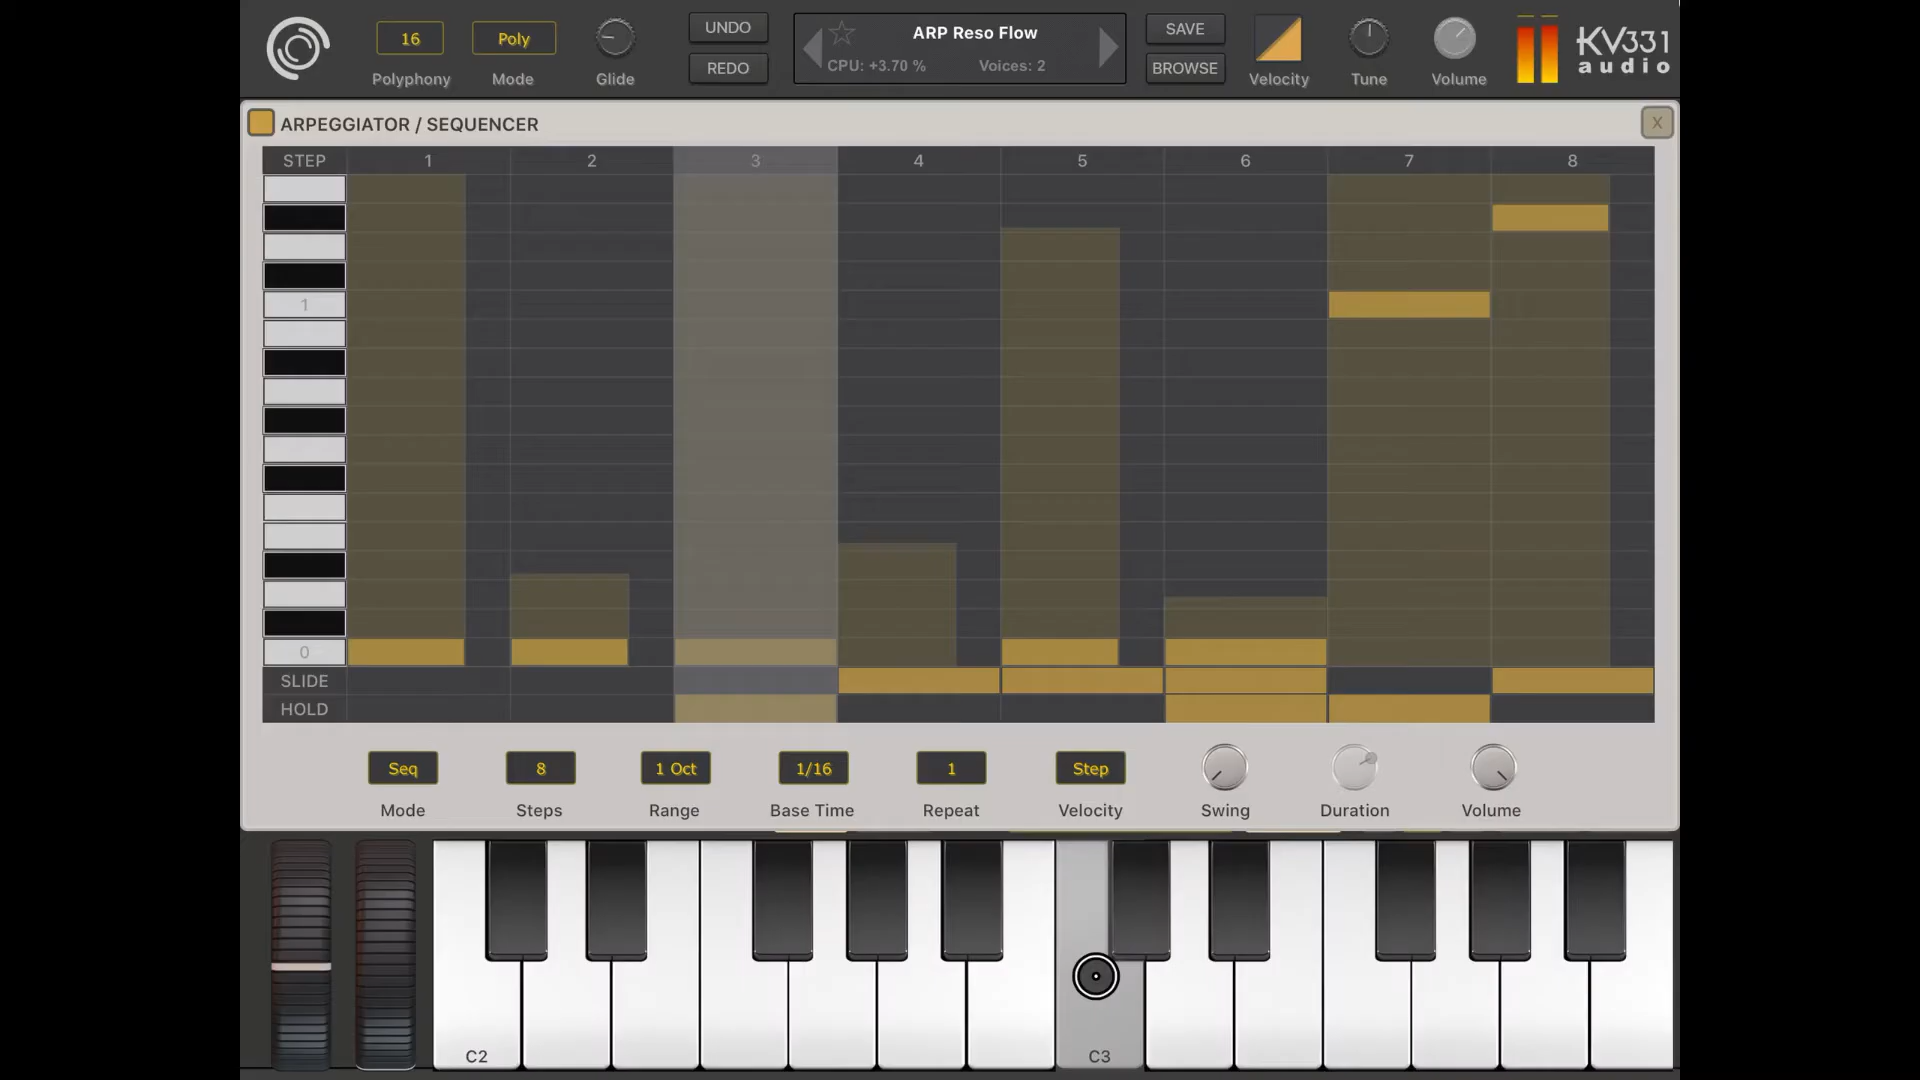 16
Polyphony
Poly
Mode
Glide
UNDO
REDO
ARP Reso Flow
CPU: +3.70 %
Voices: 2
SAVE
BROWSE
Velocity
Tune
Volume
KV331
audio
ARPEGGIATOR / SEQUENCER
X
STEP 1 2 3 4 5 6 7 8
1
0
SLIDE
HOLD
Seq 8 1 Oct 1/16 1 Step
Mode Steps Range Base Time Repeat Velocity Swing Duration Volume
C2 C3